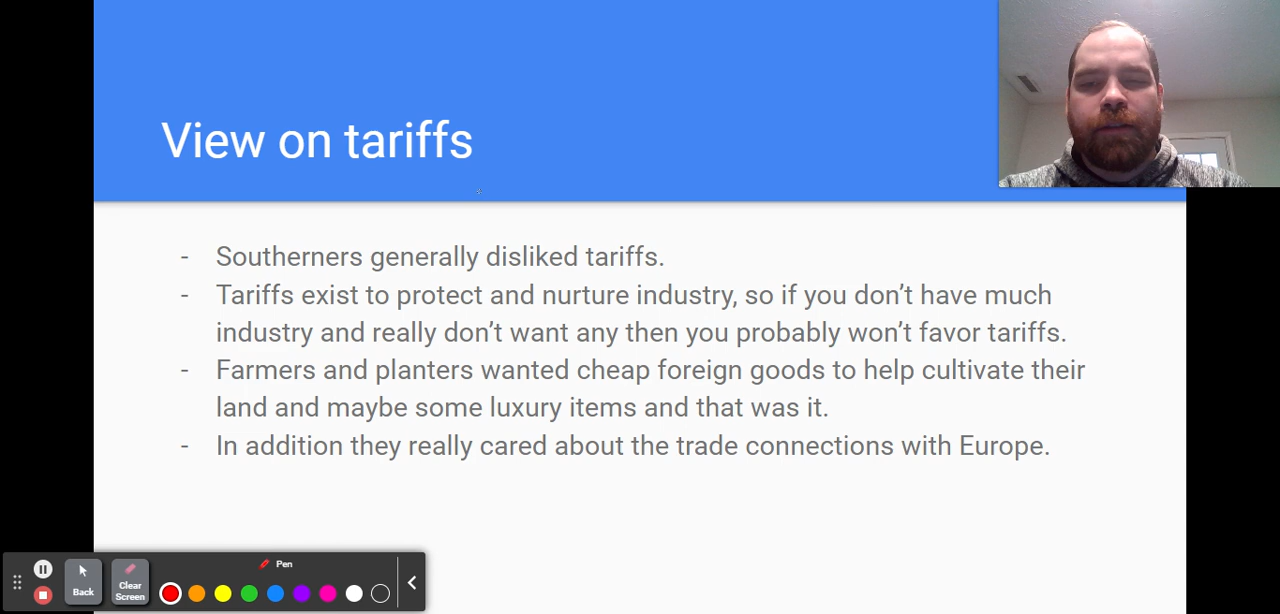 View on tariffs
- Southerners generally disliked tariffs.
- Tariffs exist to protect and nurture industry, so if you don’t have much
industry and really don’t want any then you probably won’t favor tariffs.
- Farmers and planters wanted cheap foreign goods to help cultivate their
land and maybe some luxury items and that was it.
- In addition they really cared about the trade connections with Europe.
Pen
Back
Clear
Screen